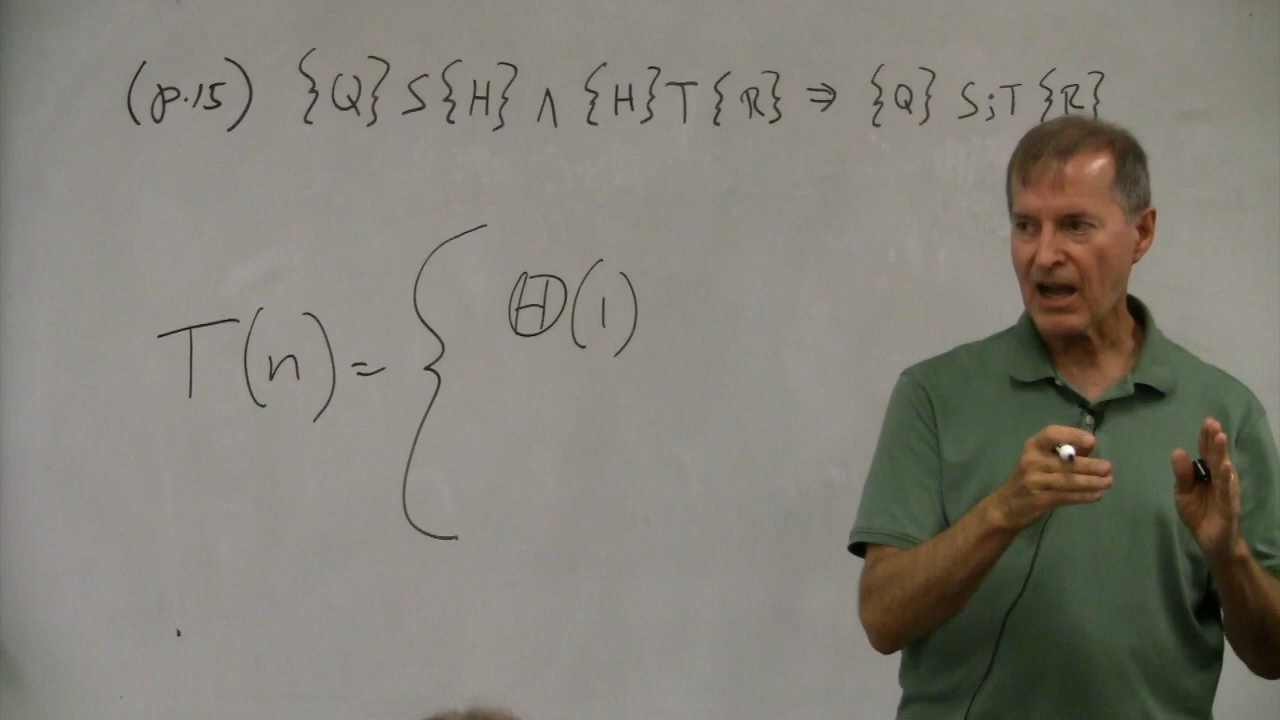 (p.15) {Q} S {H} ∧ {H} T {R} ⇒ {Q} S;T {R}
T(n) = { Θ(1)